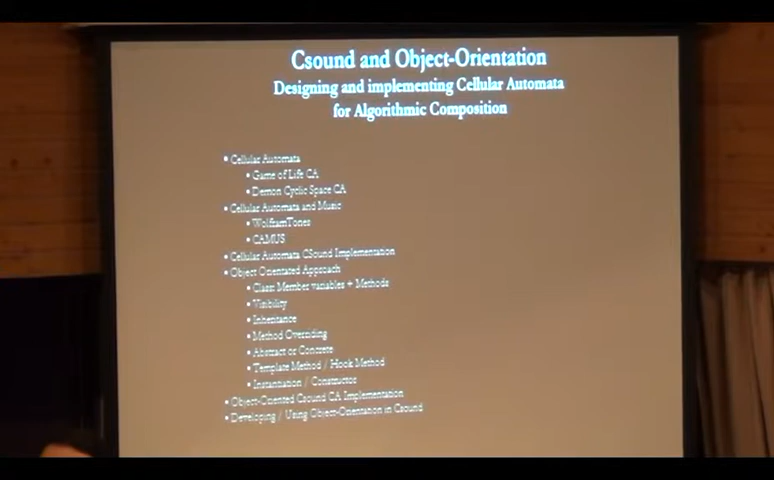 Csound and Object-Orientation
Designing and implementing Cellular Automata
for Algorithmic Composition
• Cellular Automata
• Game of Life CA
• Demon Cyclic Space CA
• Cellular Automata and Music
• WolframTones
• CAMUS
• Cellular Automata CSound Implementation
• Object Orientated Approach
• Class: Member variables + Methods
• Visibility
• Inheritance
• Method Overriding
• Abstract or Concrete
• Template Method / Hook Method
• Instantiation / Constructor
• Object-Oriented Csound CA Implementation
• Developing / Using Object-Orientation in Csound